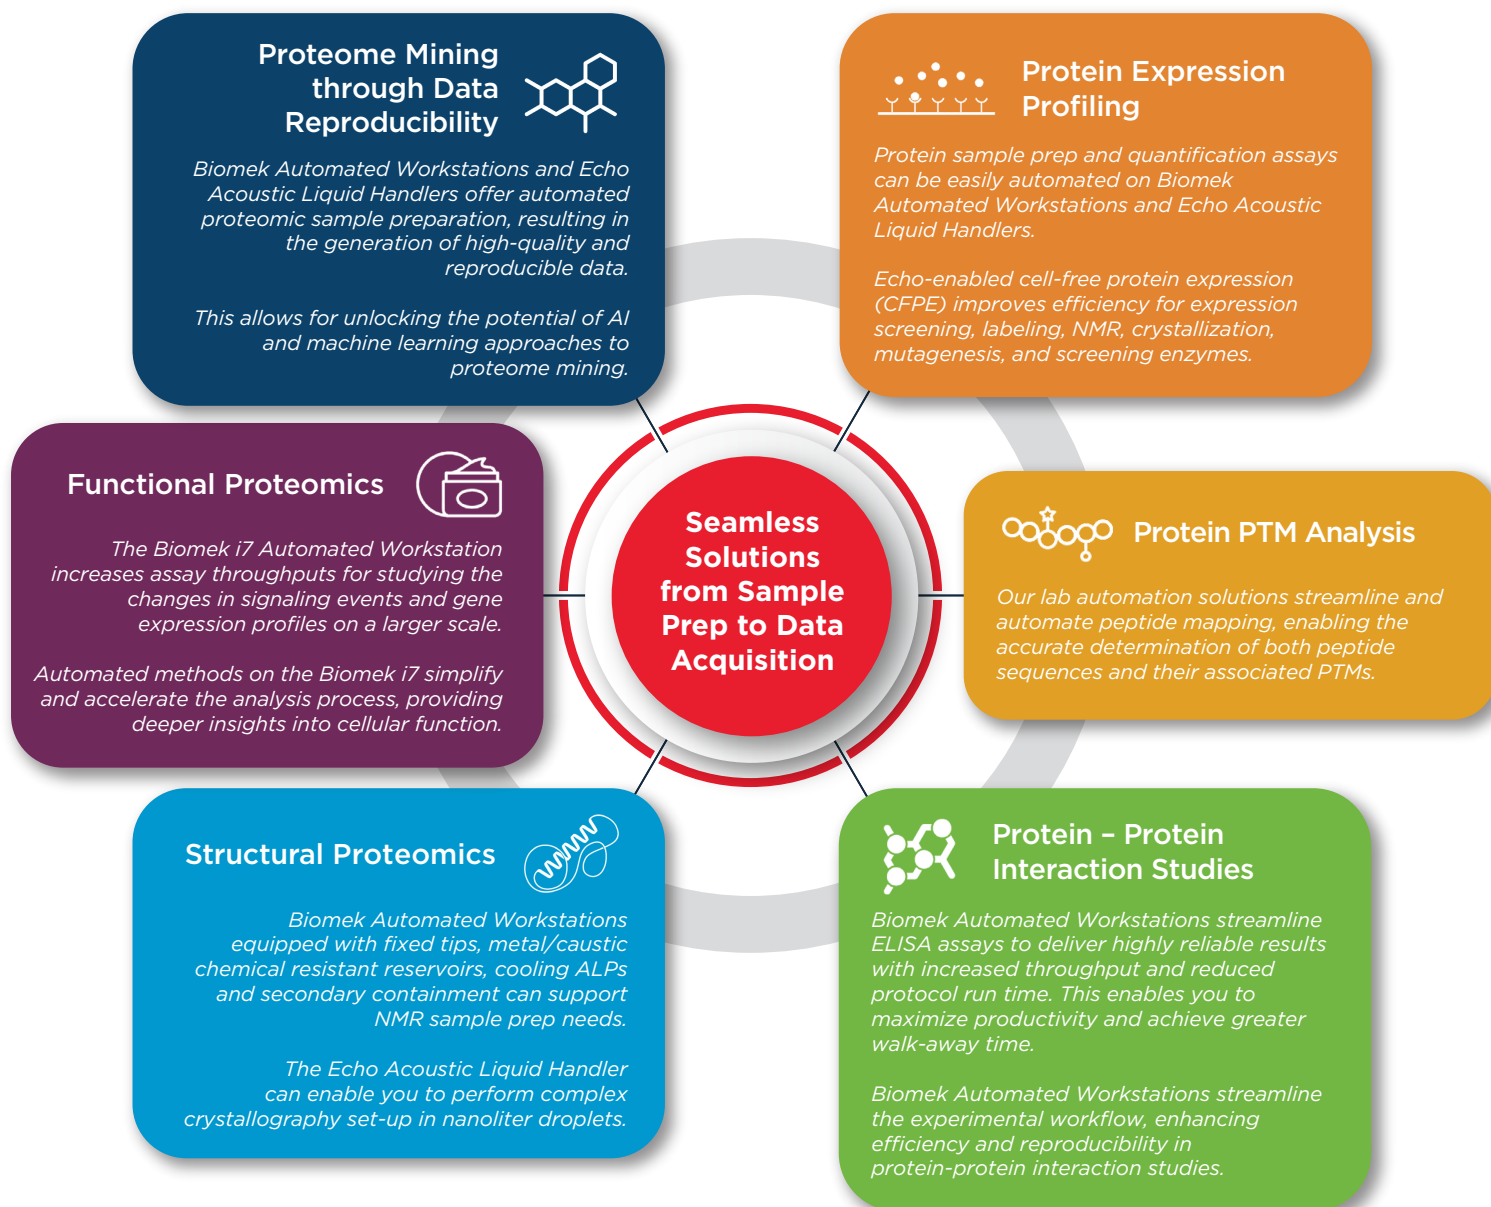 Proteome Mining
through Data
Reproducibility
Biomek Automated Workstations and Echo
Acoustic Liquid Handlers offer automated
proteomic sample preparation, resulting in
the generation of high-quality and
reproducible data.
This allows for unlocking the potential of AI
and machine learning approaches to
proteome mining.
Protein Expression
Profiling
Protein sample prep and quantification assays
can be easily automated on Biomek
Automated Workstations and Echo Acoustic
Liquid Handlers.
Echo-enabled cell-free protein expression
(CFPE) improves efficiency for expression
screening, labeling, NMR, crystallization,
mutagenesis, and screening enzymes.
Functional Proteomics
The Biomek i7 Automated Workstation
increases assay throughputs for studying the
changes in signaling events and gene
expression profiles on a larger scale.
Automated methods on the Biomek i7 simplify
and accelerate the analysis process, providing
deeper insights into cellular function.
Seamless
Solutions
from Sample
Prep to Data
Acquisition
Protein PTM Analysis
Our lab automation solutions streamline and
automate peptide mapping, enabling the
accurate determination of both peptide
sequences and their associated PTMs.
Structural Proteomics
Biomek Automated Workstations
equipped with fixed tips, metal/caustic
chemical resistant reservoirs, cooling ALPs
and secondary containment can support
NMR sample prep needs.
The Echo Acoustic Liquid Handler
can enable you to perform complex
crystallography set-up in nanoliter droplets.
Protein – Protein
Interaction Studies
Biomek Automated Workstations streamline
ELISA assays to deliver highly reliable results
with increased throughput and reduced
protocol run time. This enables you to
maximize productivity and achieve greater
walk-away time.
Biomek Automated Workstations streamline
the experimental workflow, enhancing
efficiency and reproducibility in
protein-protein interaction studies.